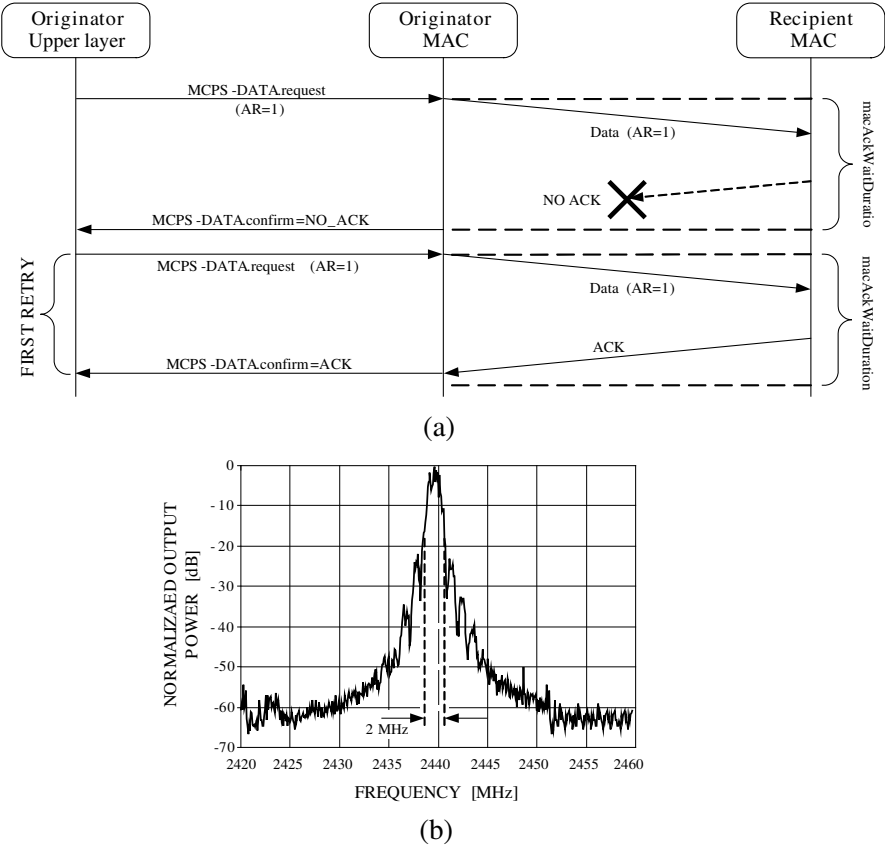 Originator
Upper layer
Originator
MAC
Recipient
MAC
MCPS -DATA.request
(AR=1)
Data (AR=1)
NO ACK
MCPS -DATA.confirm=NO_ACK
macAckWaitDuratio
FIRST RETRY
MCPS -DATA.request (AR=1)
Data (AR=1)
ACK
MCPS -DATA.confirm=ACK
macAckWaitDuration
(a)
NORMALIZAED OUTPUT
POWER [dB]
0
-10
-20
-30
-40
-50
-60
-70
2 MHz
2420 2425 2430 2435 2440 2445 2450 2455 2460
FREQUENCY [MHz]
(b)